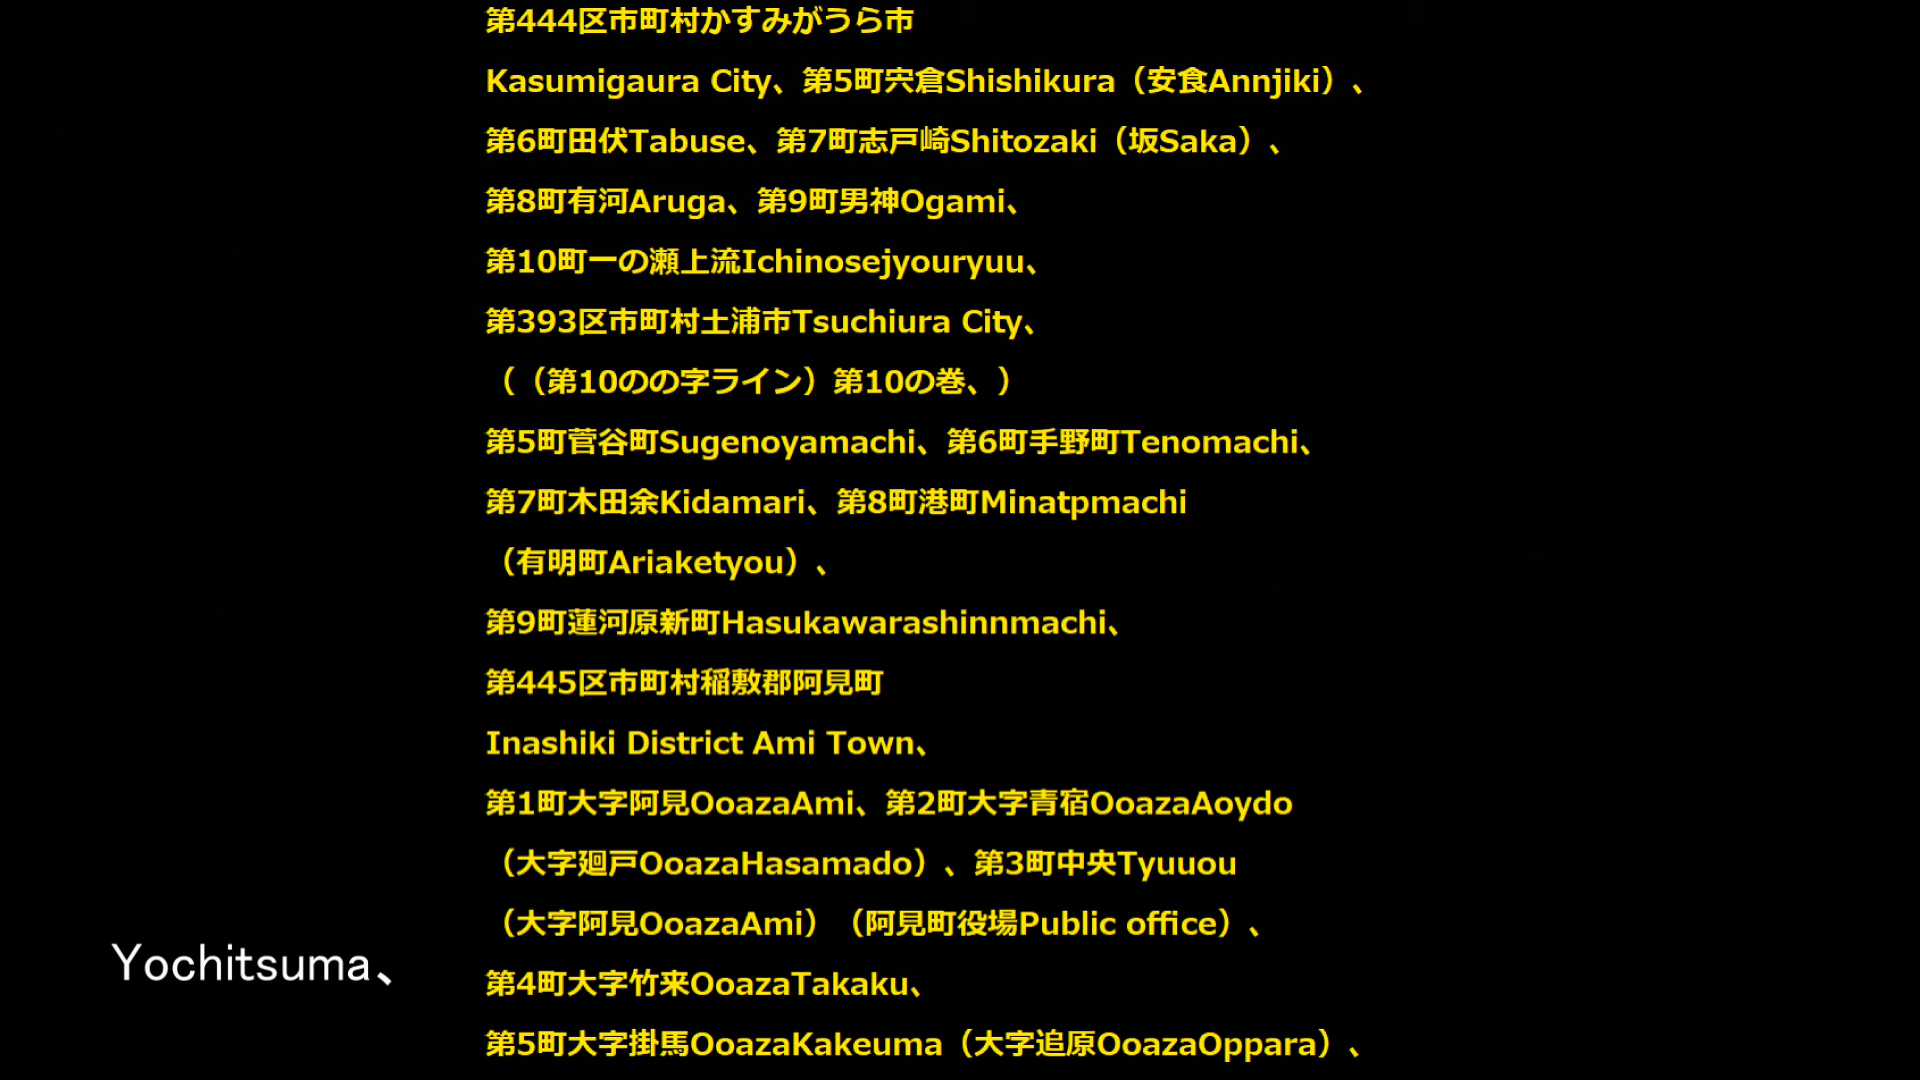 第444区市町村かすみがうら市
Kasumigaura City、第5町宍倉Shishikura（安食Annjiki）、
第6町田伏Tabuse、第7町志戸崎Shitozaki（坂Saka）、
第8町有河Aruga、第9町男神Ogami、
第10町一の瀬上流Ichinosejyouryuu、
第393区市町村土浦市Tsuchiura City、
（（第10のの字ライン）第10の巻、）
第5町菅谷町Sugenoyamachi、第6町手野町Tenomachi、
第7町木田余Kidamari、第8町港町Minatpmachi
（有明町Ariaketyou）、
第9町蓮河原新町Hasukawarashinnmachi、
第445区市町村稲敷郡阿見町
Inashiki District Ami Town、
第1町大字阿見OoazaAmi、第2町大字青宿OoazaAoydo
（大字廻戸OoazaHasamado）、第3町中央Tyuuou
（大字阿見OoazaAmi）（阿見町役場Public office）、
第4町大字竹来OoazaTakaku、
第5町大字掛馬OoazaKakeuma（大字追原OoazaOppara）、
Yochitsuma、